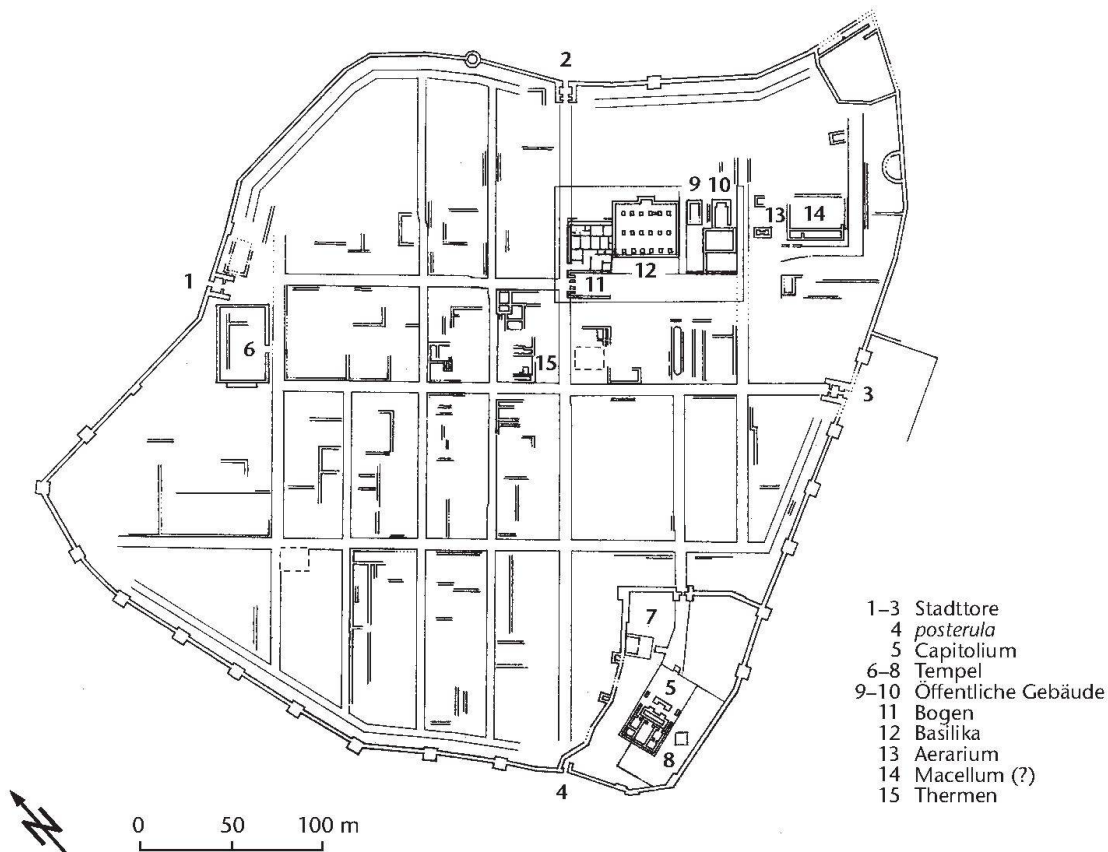 2
9 10
13 14
1
12
11
6
15
3
7
5
8
4
1–3 Stadttore
4 posterula
5 Capitolium
6–8 Tempel
9–10 Öffentliche Gebäude
11 Bogen
12 Basilika
13 Aerarium
14 Macellum (?)
15 Thermen
N
0 50 100 m